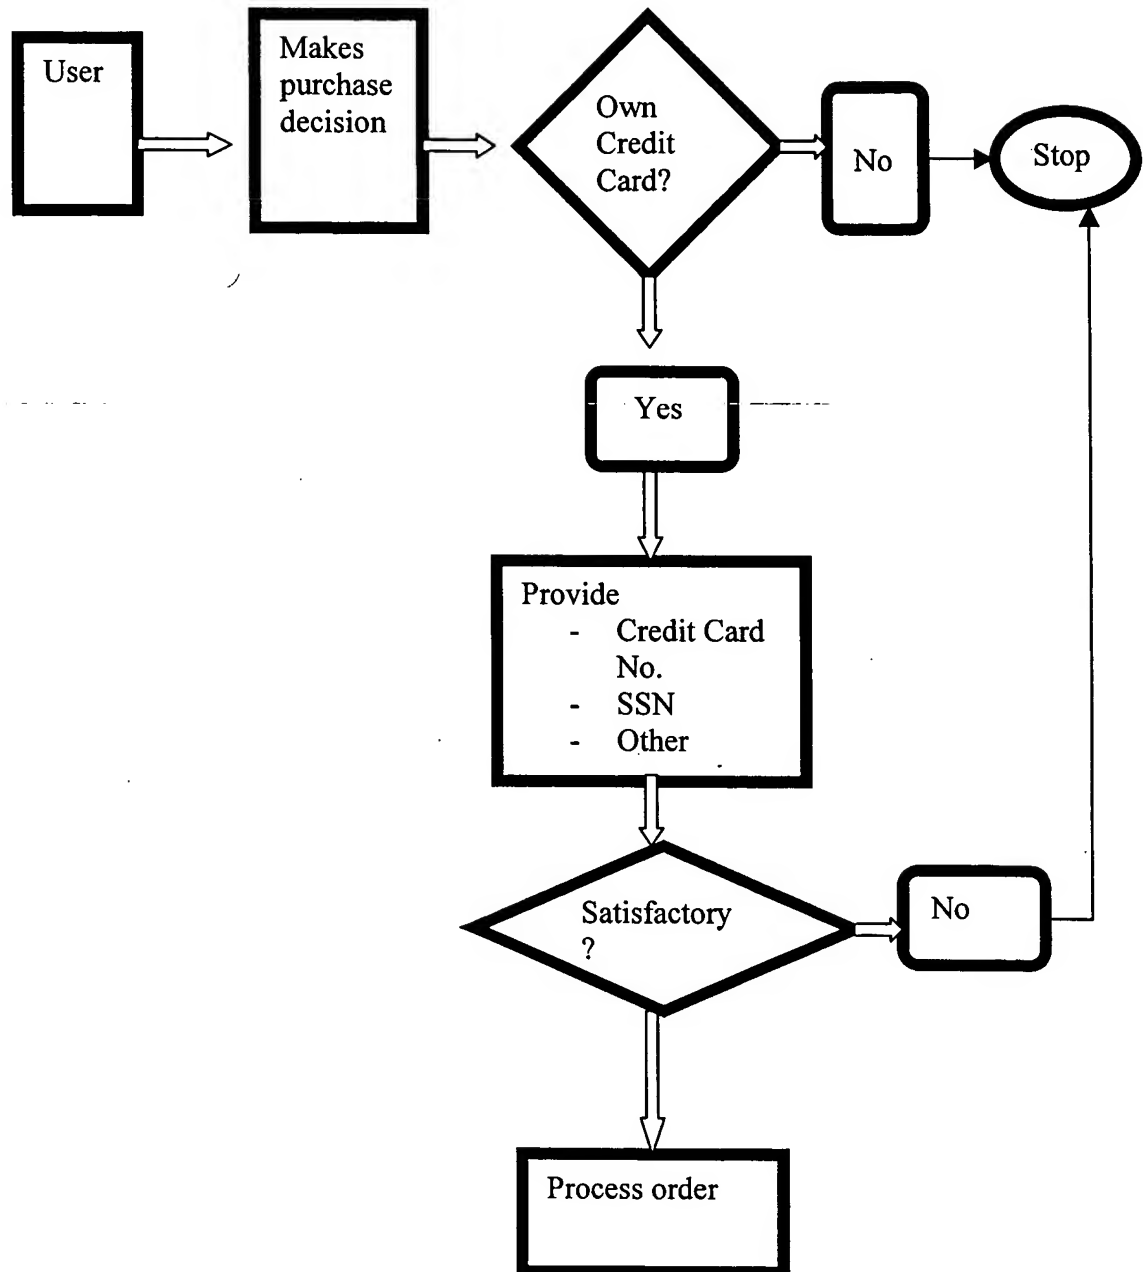 User
Makes
purchase
decision
Own
Credit
Card?
No
Stop
Yes
Provide
- Credit Card
No.
- SSN
- Other
Satisfactory
?
No
Process order